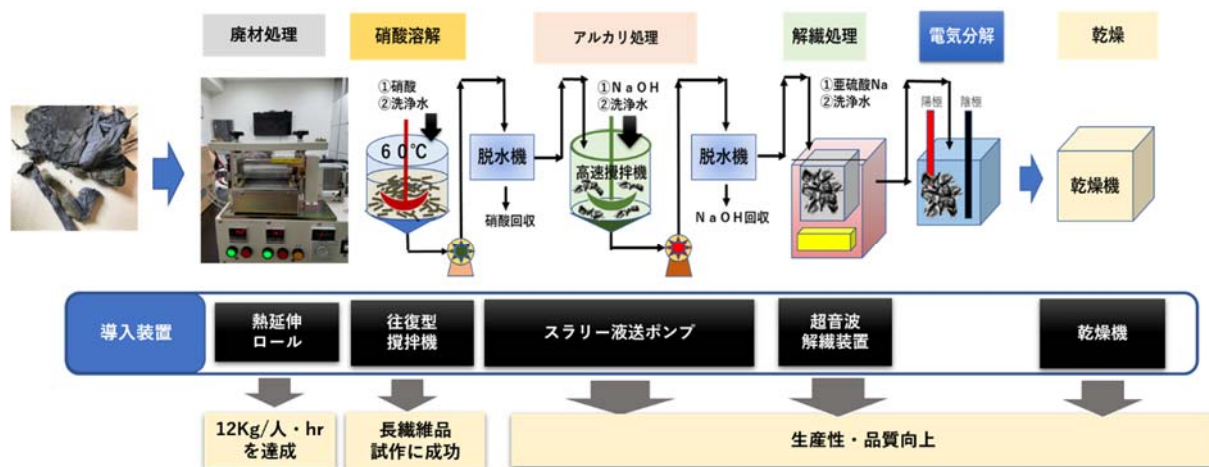 廃材処理
硝酸溶解
アルカリ処理
解繊処理
電気分解
乾燥
①硝酸
②洗浄水
60℃
脱水機
硝酸回収
①NaOH
②洗浄水
高速攪拌機
脱水機
NaOH回収
①亜硫酸Na
②洗浄水
陽極
陰極
乾燥機
導入装置
熱延伸
ロール
往復型
攪拌機
スラリー液送ポンプ
超音波
解繊装置
乾燥機
12Kg/人・hr
を達成
長繊維品
試作に成功
生産性・品質向上